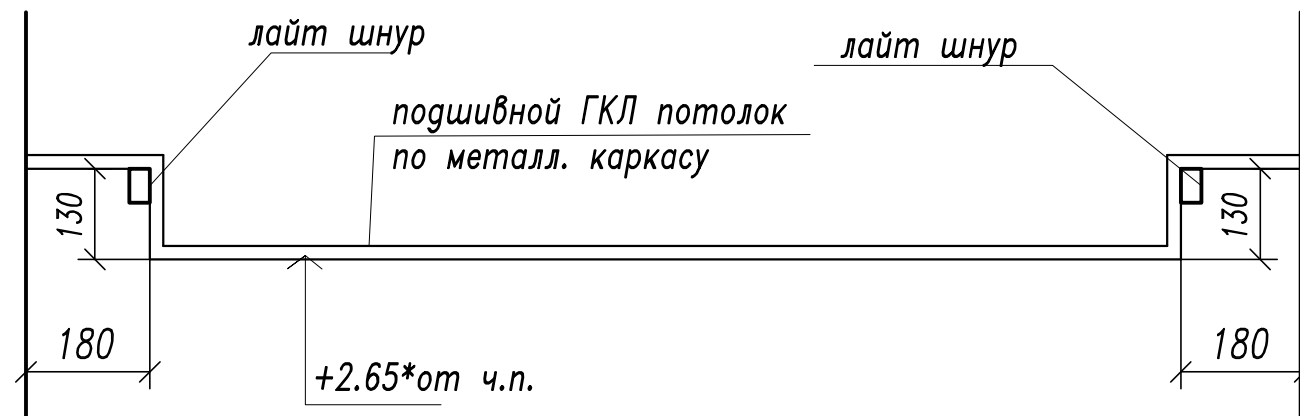 лайт шнур
лайт шнур
подшивной ГКЛ потолок
по металл. каркасу
130
130
180
180
+2.65*от ч.п.